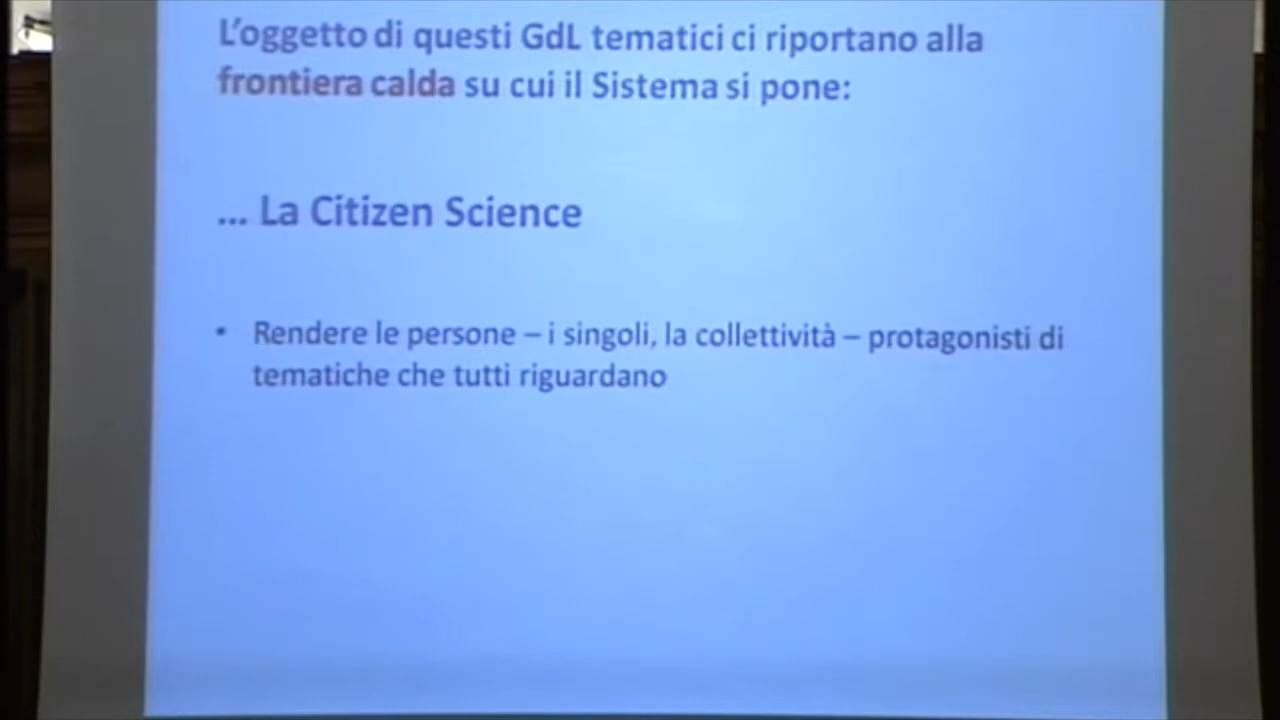 L'oggetto di questi GdL tematici ci riportano alla
frontiera calda su cui il Sistema si pone:
... La Citizen Science
• Rendere le persone – i singoli, la collettività – protagonisti di
tematiche che tutti riguardano